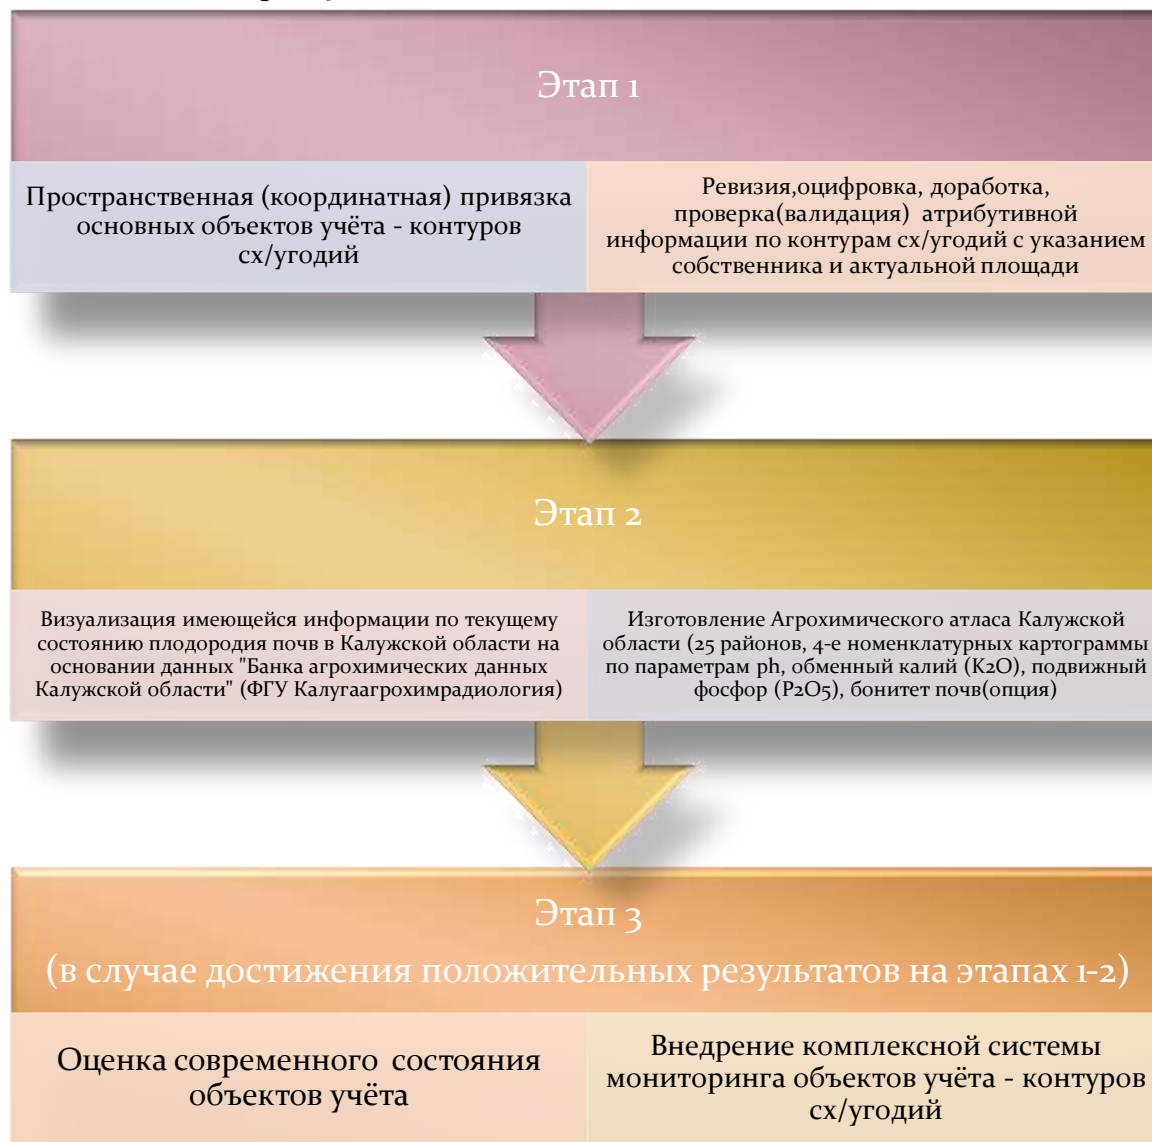 Этап 1
Пространственная (координатная) привязка
основных объектов учёта - контуров
сх/угодий
Ревизия,оцифровка, доработка,
проверка(валидация) атрибутивной
информации по контурам сх/угодий с указанием
собственника и актуальной площади
Этап 2
Визуализация имеющейся информации по текущему
состоянию плодородия почв в Калужской области на
основании данных "Банка агрохимических данных
Калужской области" (ФГУ Калугаагрохимрадиология)
Изготовление Агрохимического атласа Калужской
области (25 районов, 4-е номенклатурных картограммы
по параметрам ph, обменный калий (K2O), подвижный
фосфор (P2O5), бонитет почв(опция)
Этап 3
(в случае достижения положительных результатов на этапах 1-2)
Оценка современного состояния
объектов учёта
Внедрение комплексной системы
мониторинга объектов учёта - контуров
сх/угодий